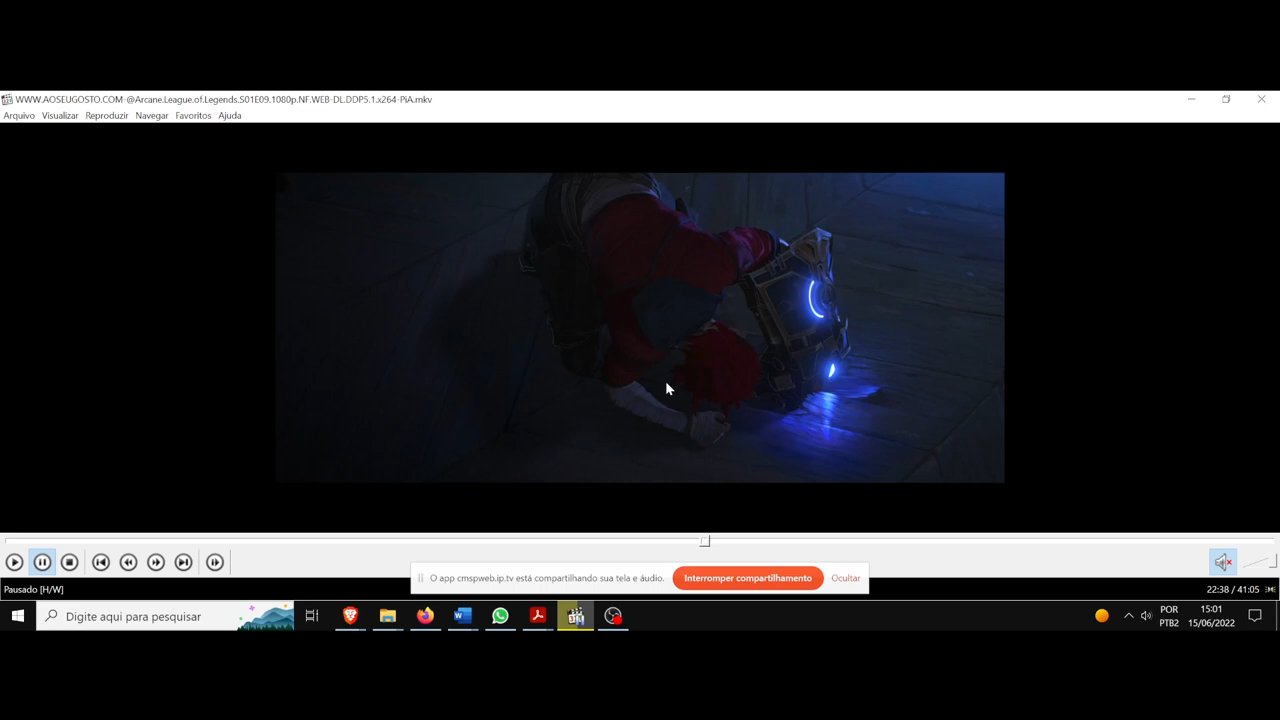 WWW.AOSEUGOSTO.COM-@Arcane.League.of.Legends.S01E09.1080p.NF.WEB-DL.DDP5.1.x264-PiA.mkv
Arquivo Visualizar Reproduzir Navegar Favoritos Ajuda
O app cmspweb.ip.tv está compartilhando sua tela e áudio. Interromper compartilhamento Ocultar
Pausado [H/W] 22:38 / 41:05
Digite aqui para pesquisar
POR 15:01
PTB2 15/06/2022